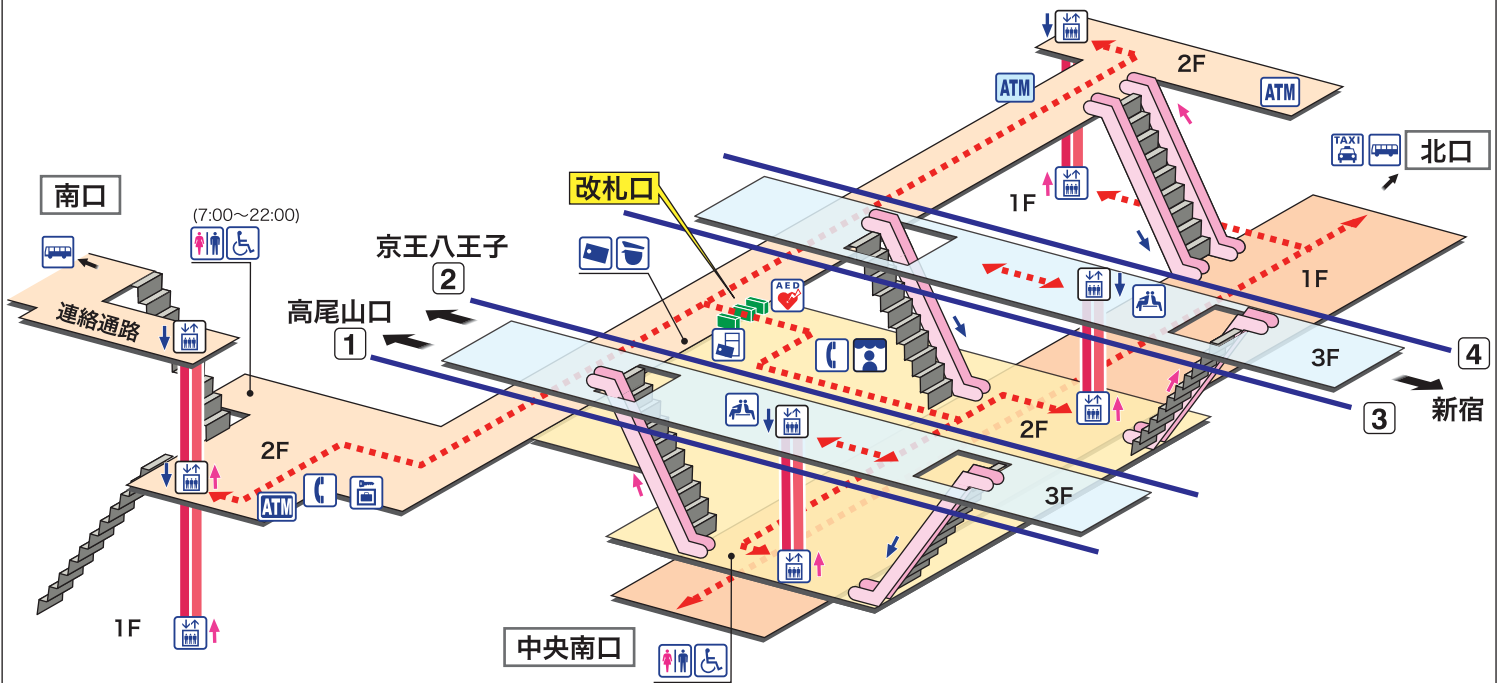 2F
ATM
ATM
TAXI
北口
1F
1F
南口
(7:00〜22:00)
改札口
京王八王子
2
高尾山口
1
AED
連絡通路
3F
4
新宿
3
2F
2F
3F
ATM
1F
中央南口